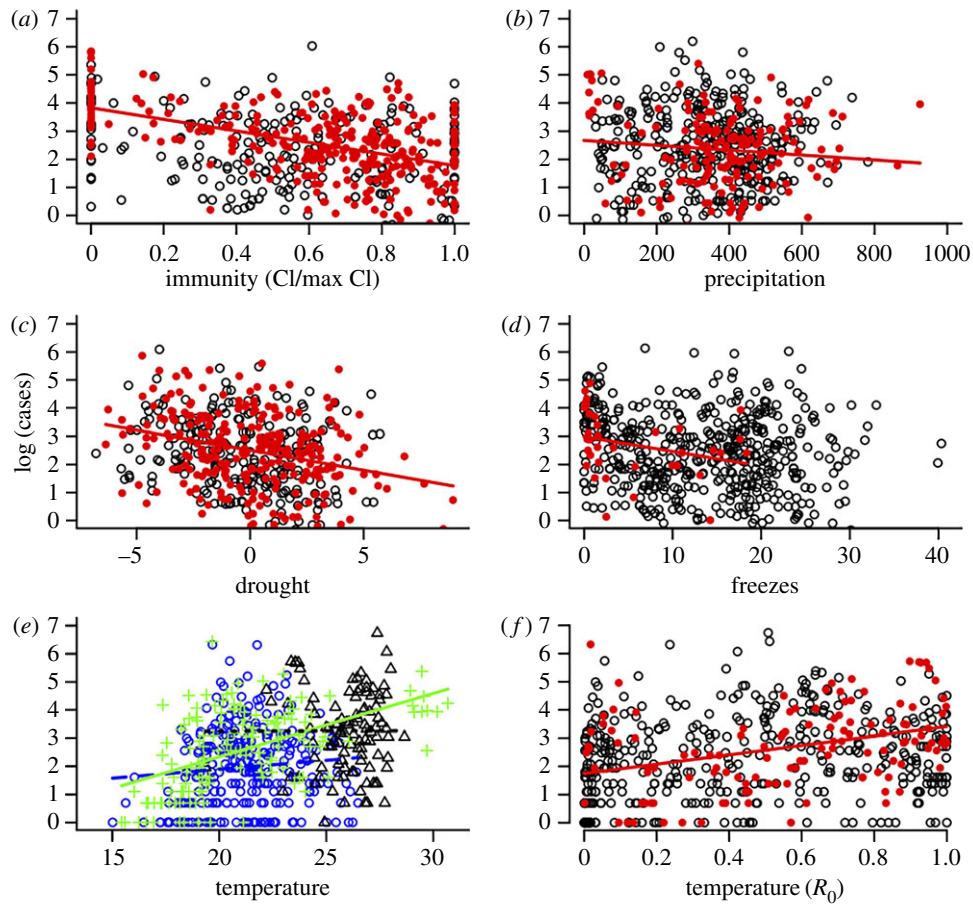 (a)
7
6
5
4
3
2
1
0
0 0.2 0.4 0.6 0.8 1.0
immunity (Cl/max Cl)
(b)
7
6
5
4
3
2
1
0
0 200 400 600 800 1000
precipitation
(c)
7
6
5
4
3
2
1
0
log (cases)
–5 0 5
drought
(d)
7
6
5
4
3
2
1
0
0 10 20 30 40
freezes
(e)
7
6
5
4
3
2
1
0
15 20 25 30
temperature
(f)
7
6
5
4
3
2
1
0
0 0.2 0.4 0.6 0.8 1.0
temperature (R0)